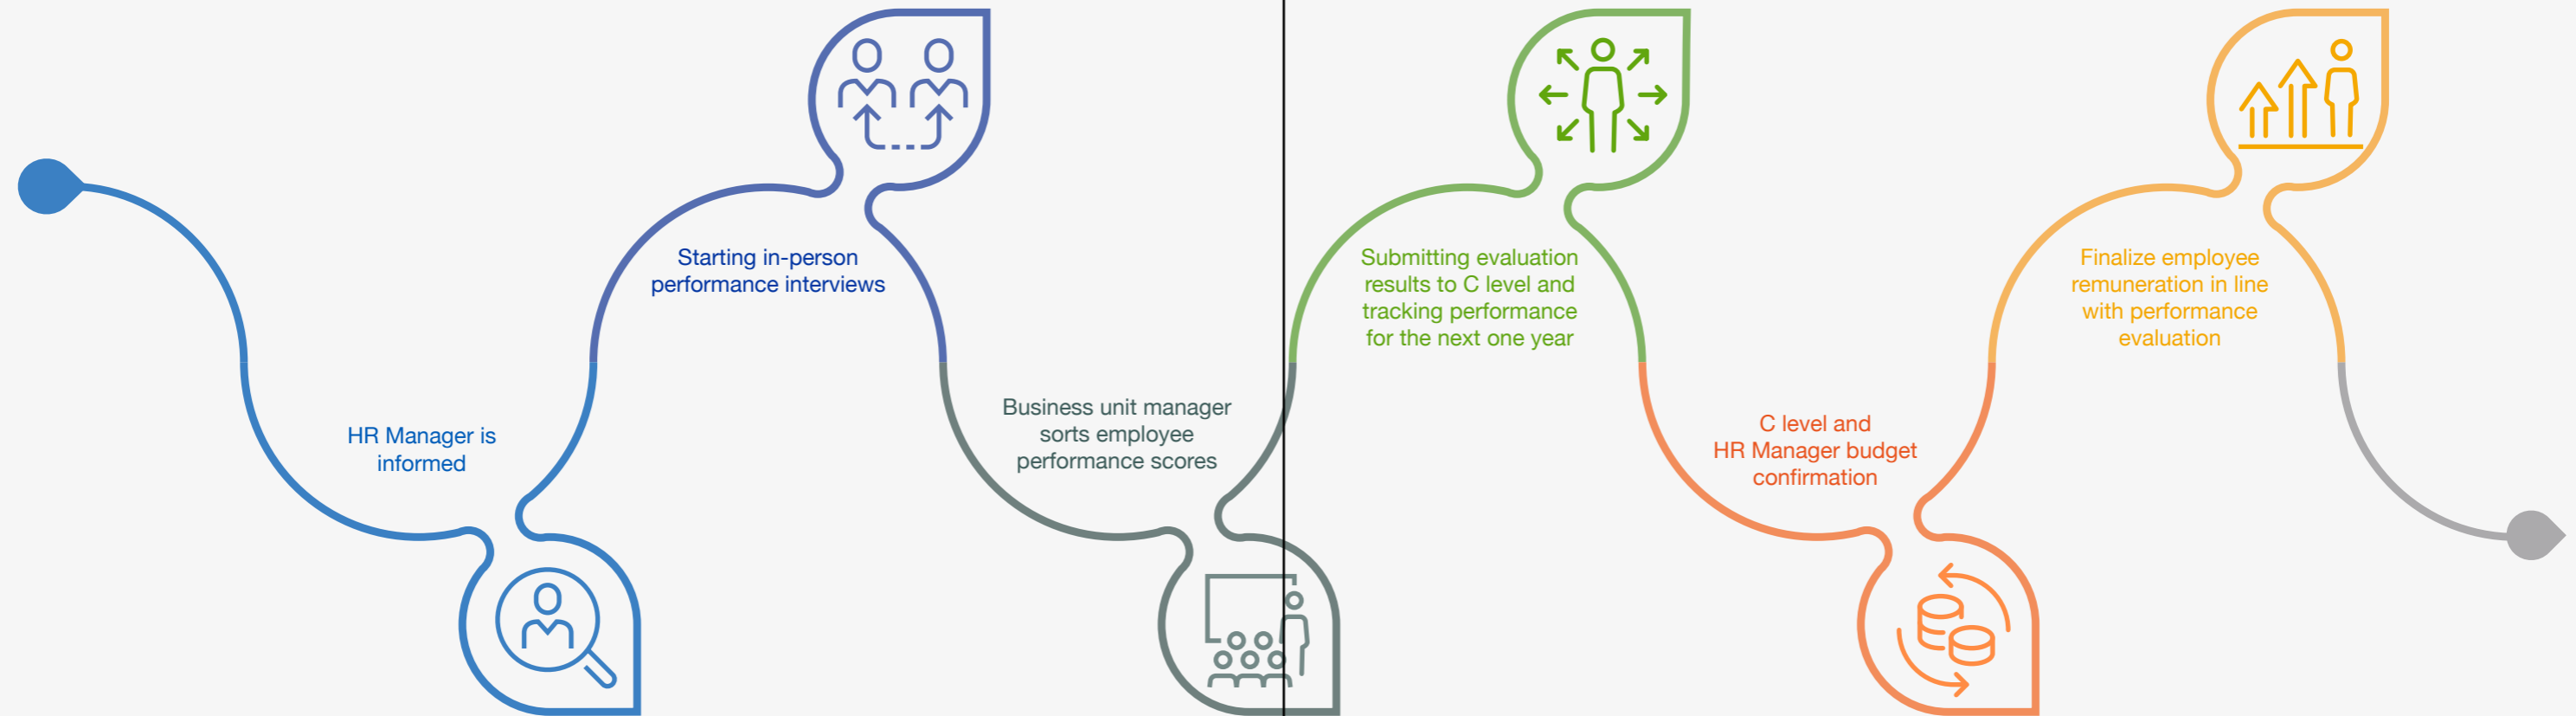 HR Manager is
informed
Starting in-person
performance interviews
Business unit manager
sorts employee
performance scores
Submitting evaluation
results to C level and
tracking performance
for the next one year
C level and
HR Manager budget
confirmation
Finalize employee
remuneration in line
with performance
evaluation